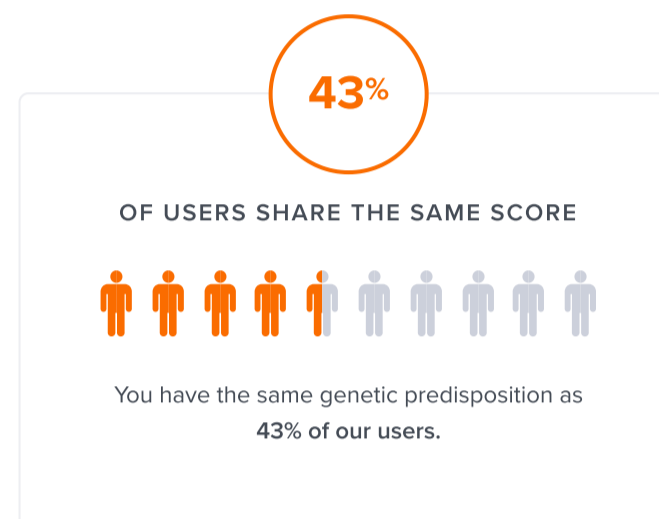 43%
OF USERS SHARE THE SAME SCORE
You have the same genetic predisposition as
43% of our users.